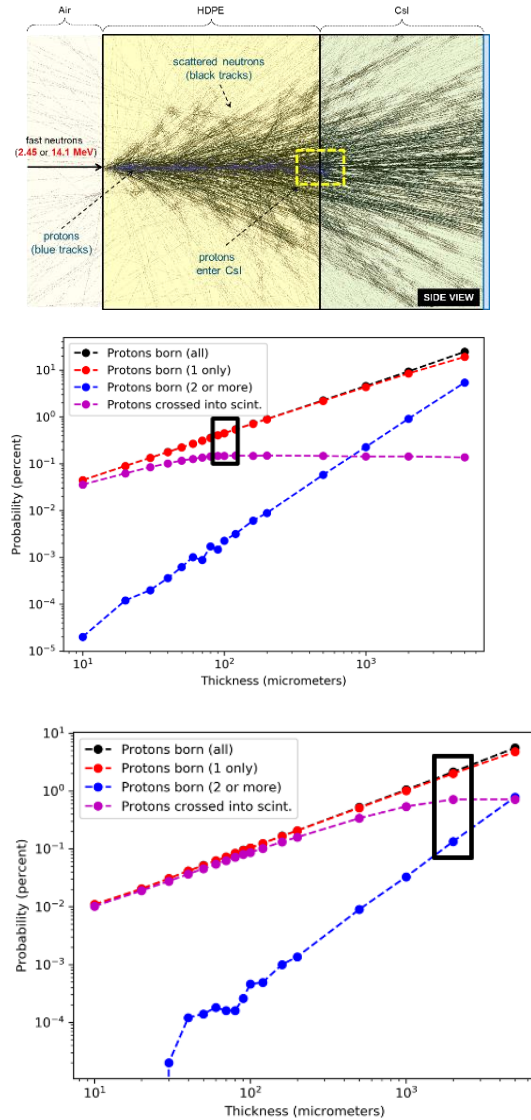 Air HDPE CsI
scattered neutrons
(black tracks)
fast neutrons
(2.45 or 14.1 MeV)
protons
(blue tracks)
protons
enter CsI
SIDE VIEW
Protons born (all)
Protons born (1 only)
Protons born (2 or more)
Protons crossed into scint.
10¹
10⁰
10⁻¹
10⁻²
10⁻³
10⁻⁴
10⁻⁵
Probability (percent)
10¹ 10² 10³
Thickness (micrometers)
Protons born (all)
Protons born (1 only)
Protons born (2 or more)
Protons crossed into scint.
10¹
10⁰
10⁻¹
10⁻²
10⁻³
10⁻⁴
Probability (percent)
10¹ 10² 10³
Thickness (micrometers)